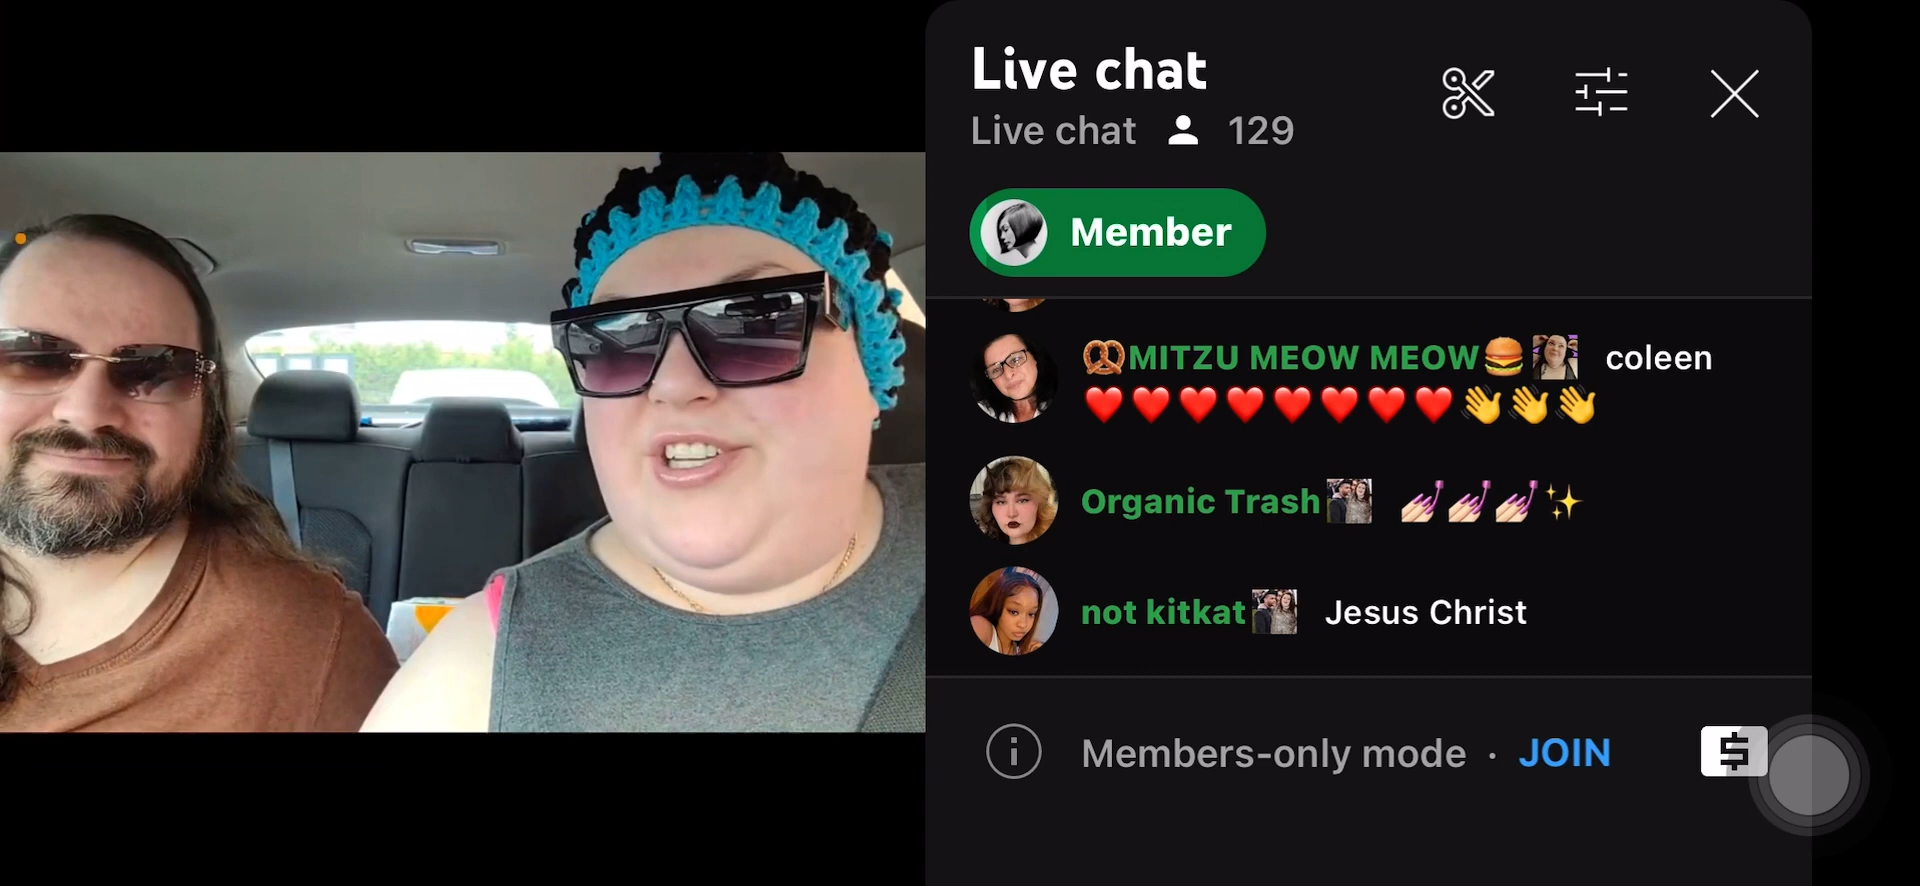 Live chat
Live chat 129
Member
🥨MITZU MEOW MEOW🍔 coleen
❤️❤️❤️❤️❤️❤️❤️❤️👋👋👋
Organic Trash 💅🏻💅🏻💅🏻✨
not kitkat Jesus Christ
Members-only mode · JOIN